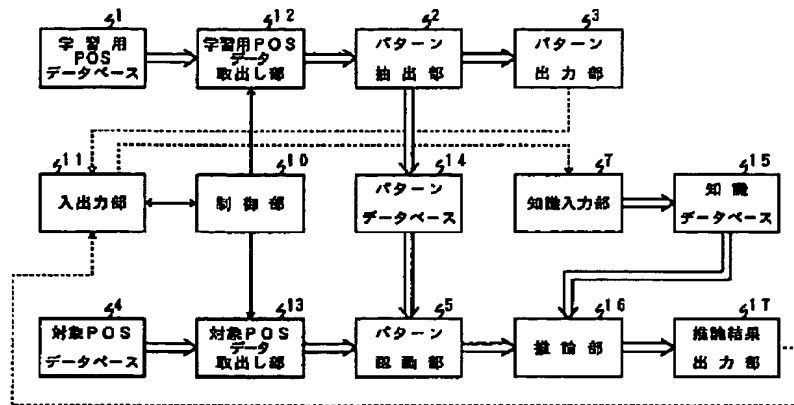 1
学習用
POS
データベース
12
学習用POS
データ
取出し部
2
パターン
抽出部
3
パターン
出力部
11
入出力部
10
制御部
14
パターン
データベース
7
知識入力部
15
知識
データベース
4
対象POS
データベース
13
対象POS
データ
取出し部
5
パターン
16
推論部
17
推論結果
出力部